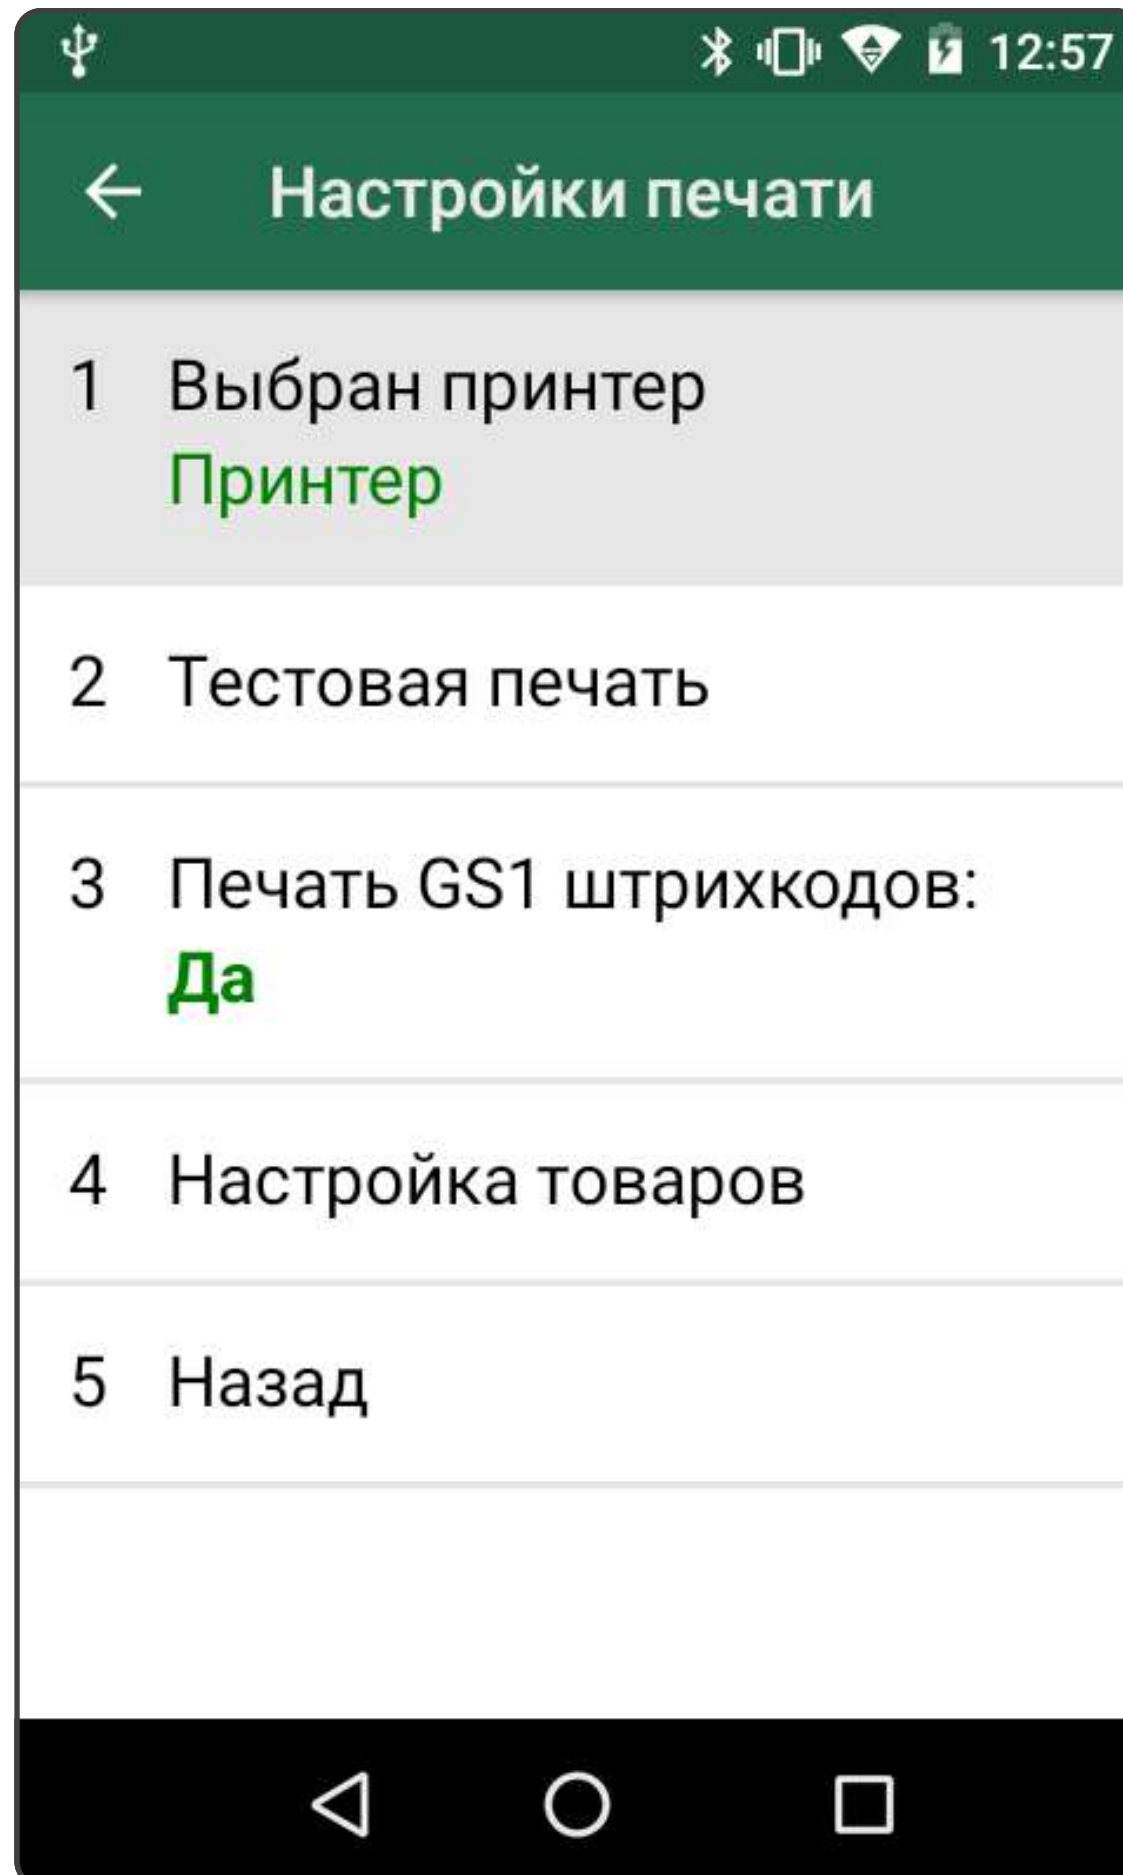 12:57
Настройки печати
1 Выбран принтер
Принтер
2 Тестовая печать
3 Печать GS1 штрихкодов:
Да
4 Настройка товаров
5 Назад